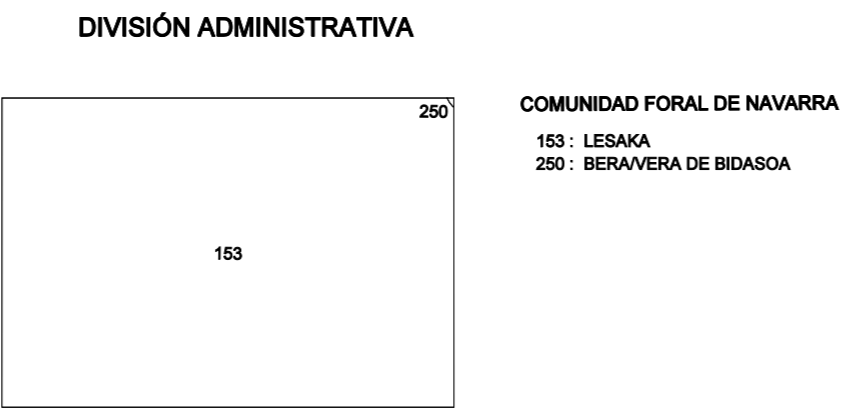 DIVISIÓN ADMINISTRATIVA
250
153
COMUNIDAD FORAL DE NAVARRA
153 : LESAKA
250 : BERA/VERA DE BIDASOA